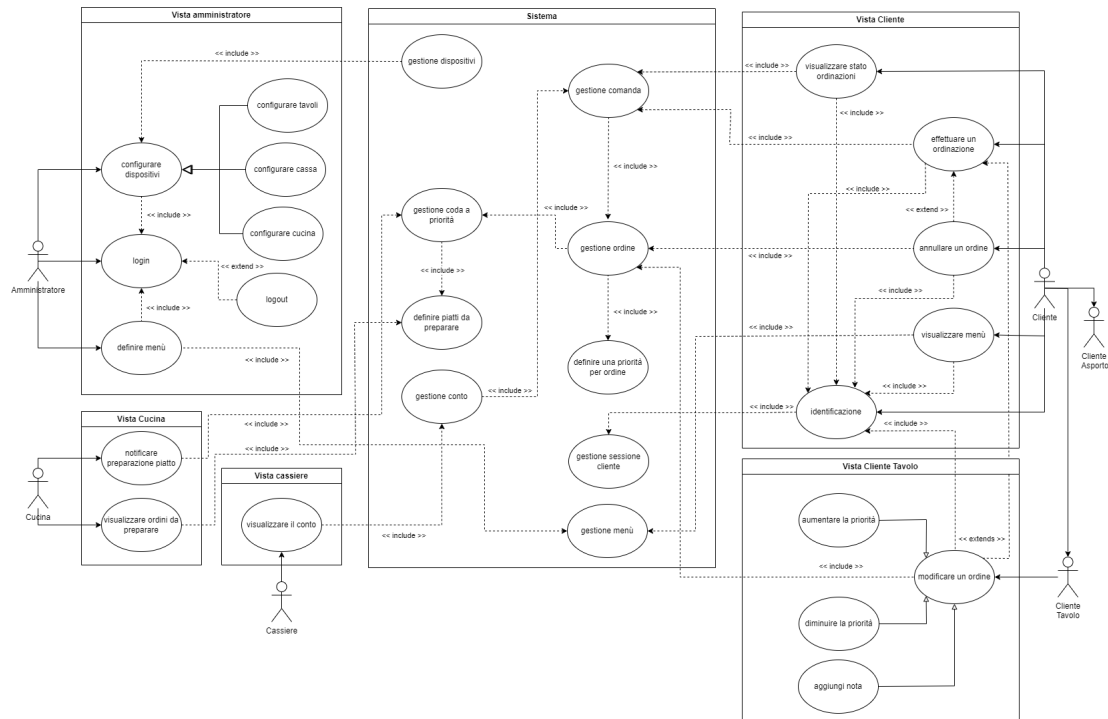 Vista amministratore
<< include >>
configurare tavoli
configurare
dispositivi
configurare cassa
<< include >>
configurare cucina
login
<< extend >>
logout
<< include >>
definire menù
<< include >>
Amministratore
Vista Cucina
notificare
preparazione piatto
<< include >>
<< include >>
visualizzare ordini da
preparare
Cucina
Vista cassiere
visualizzare il conto
<< include >>
Cassiere
Sistema
gestione dispositivi
gestione comanda
<< include >>
<< include >>
gestione coda a
priorità
<< include >>
gestione ordine
<< include >>
definire piatti da
preparare
<< include >>
definire una priorità
per ordine
gestione conto
<< include >>
gestione sessione
cliente
gestione menù
Vista Cliente
<< include >>
visualizzare stato
ordinazioni
<< include >>
effettuare un
ordinazione
<< include >>
<< include >>
<< extend >>
<< include >>
annullare un ordine
<< include >>
<< include >>
visualizzare menù
<< include >>
<< include >>
identificazione
<< include >>
Cliente
Cliente
Asporto
Vista Cliente Tavolo
aumentare la priorità
<< extends >>
<< include >>
modificare un ordine
diminuire la priorità
aggiungi nota
Cliente
Tavolo